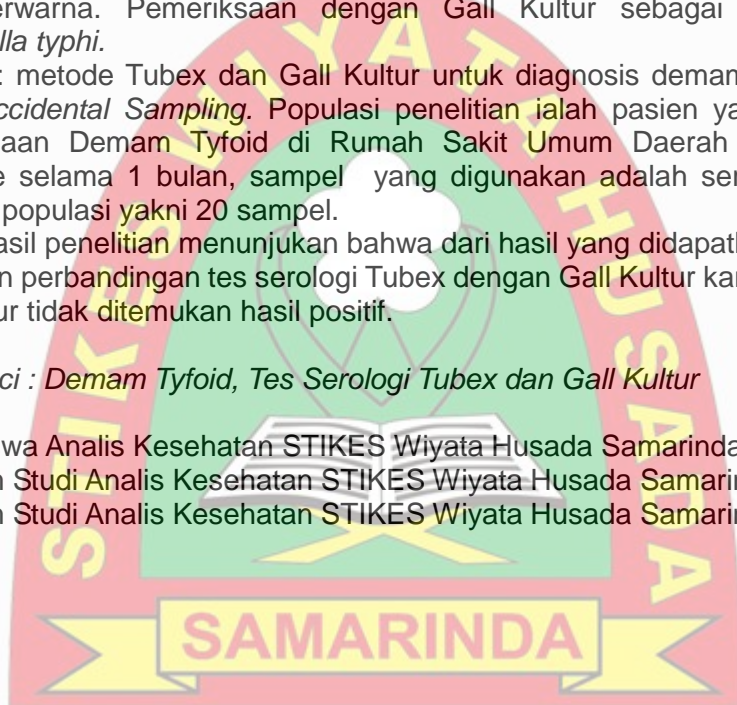 erwarna. Pemeriksaan dengan Gall Kultur sebagai
lla typhi.
: metode Tubex dan Gall Kultur untuk diagnosis demam
ccidental Sampling. Populasi penelitian ialah pasien ya
aan Demam Tyfoid di Rumah Sakit Umum Daerah
e selama 1 bulan, sampel yang digunakan adalah ser
populasi yakni 20 sampel.
asil penelitian menunjukan bahwa dari hasil yang didapatk
n perbandingan tes serologi Tubex dengan Gall Kultur kar
ur tidak ditemukan hasil positif.
ci : Demam Tyfoid, Tes Serologi Tubex dan Gall Kultur
wa Analis Kesehatan STIKES Wiyata Husada Samarinda
n Studi Analis Kesehatan STIKES Wiyata Husada Samarin
n Studi Analis Kesehatan STIKES Wiyata Husada Samarin
STIKES WIYATA HUSADA
SAMARINDA